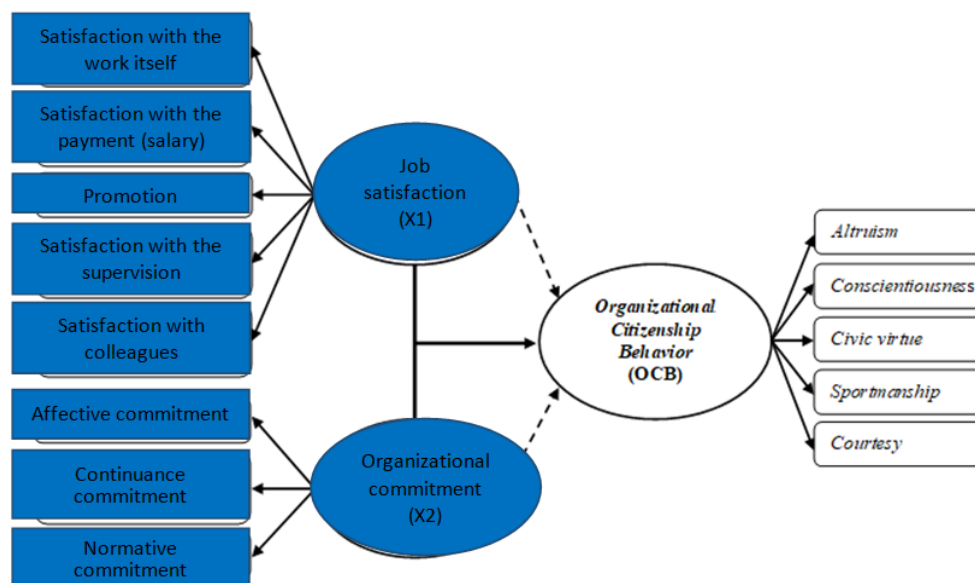 Satisfaction with the
work itself
Satisfaction with the
payment (salary)
Promotion
Satisfaction with the
supervision
Satisfaction with
colleagues
Affective commitment
Continuance
commitment
Normative
commitment
Job
satisfaction
(X1)
Organizational
commitment
(X2)
Organizational
Citizenship
Behavior
(OCB)
Altruism
Conscientiousness
Civic virtue
Sportmanship
Courtesy